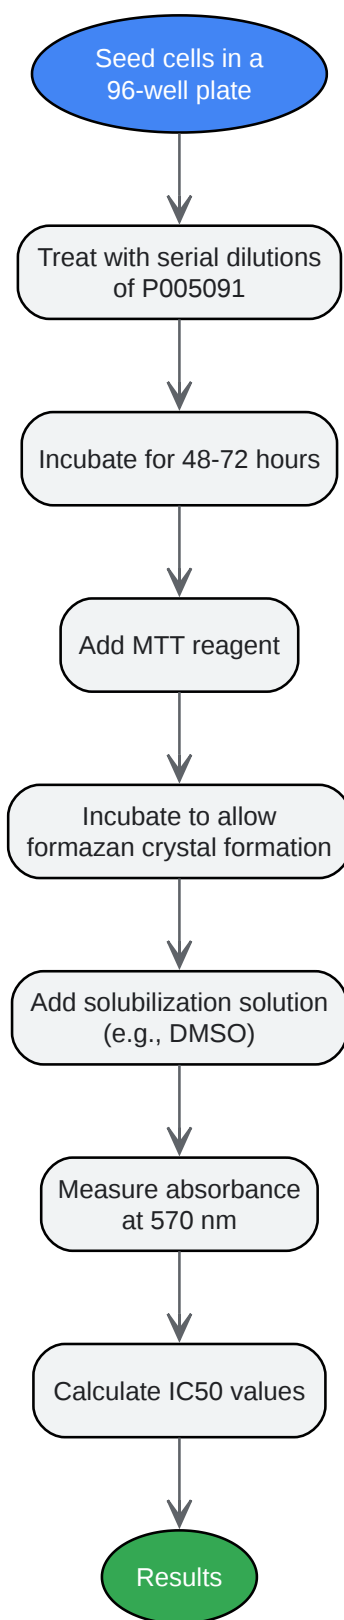 Seed cells in a
96-well plate
Treat with serial dilutions
of P005091
Incubate for 48-72 hours
Add MTT reagent
Incubate to allow
formazan crystal formation
Add solubilization solution
(e.g., DMSO)
Measure absorbance
at 570 nm
Calculate IC50 values
Results